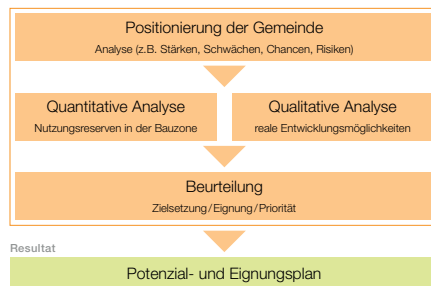 Positionierung der Gemeinde
Analyse (z.B. Stärken, Schwächen, Chancen, Risiken)
Quantitative Analyse
Nutzungsreserven in der Bauzone
Qualitative Analyse
reale Entwicklungsmöglichkeiten
Beurteilung
Zielsetzung/Eignung/Priorität
Resultat
Potenzial- und Eignungsplan